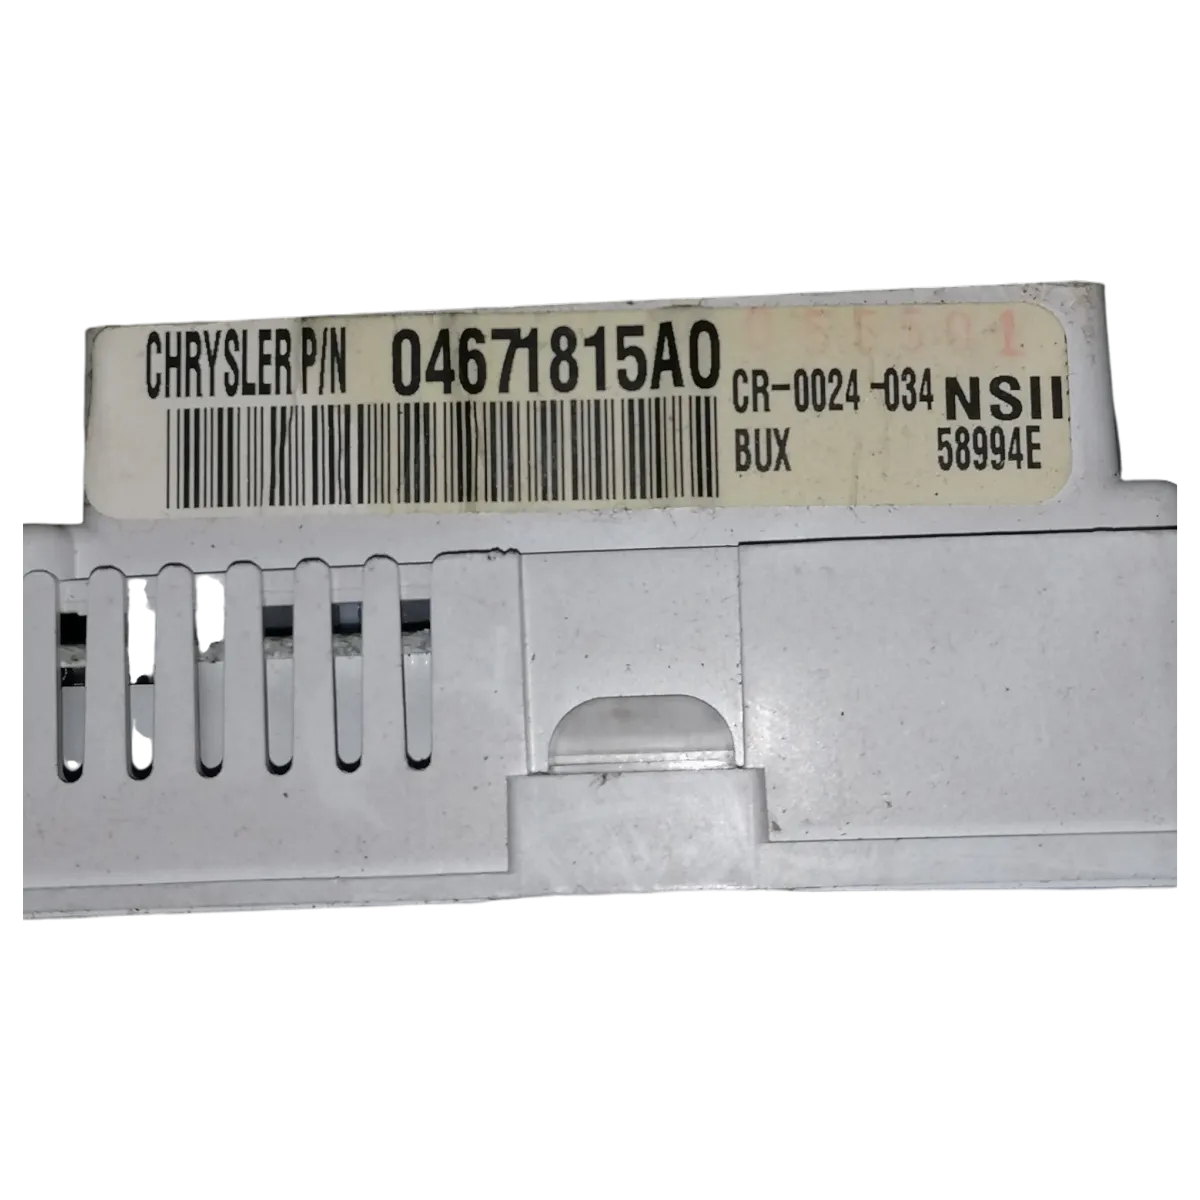 CHRYSLER P/N 04671815AO
CR-0024-034 NSII
BUX 58994E